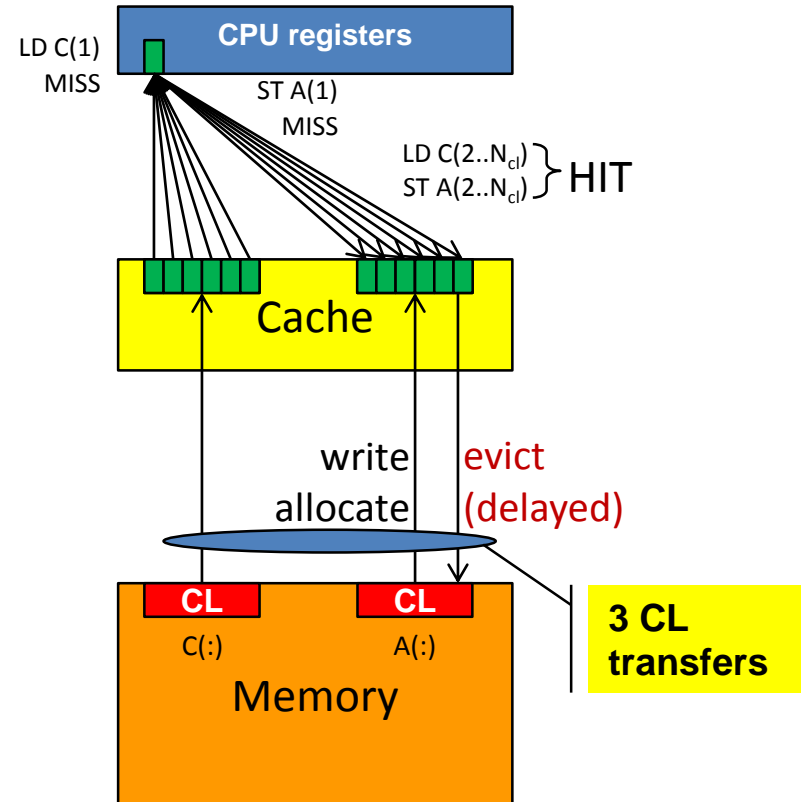 CPU registers
LD C(1)
MISS
ST A(1)
MISS
LD C(2..Ncl)
ST A(2..Ncl)
HIT
Cache
write
allocate
evict
(delayed)
CL
CL
C(:)
A(:)
Memory
3 CL
transfers